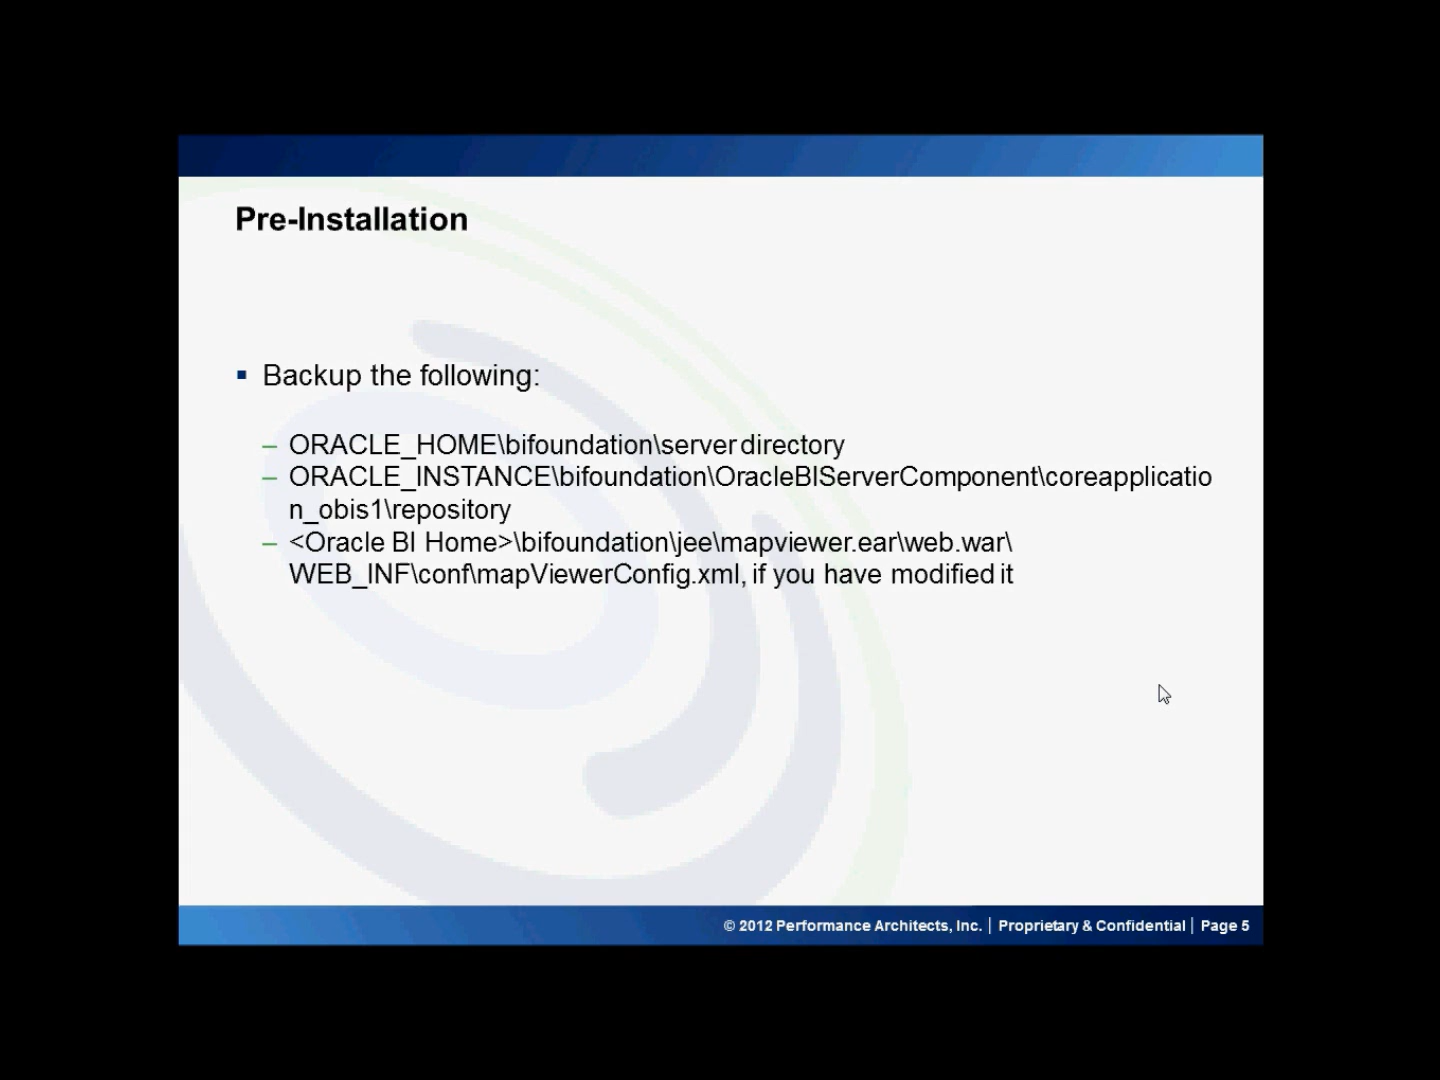 Pre-Installation
▪ Backup the following:
– ORACLE_HOME\bifoundation\server directory
– ORACLE_INSTANCE\bifoundation\OracleBIServerComponent\coreapplicatio
n_obis1\repository
– <Oracle BI Home>\bifoundation\jee\mapviewer.ear\web.war\
WEB_INF\conf\mapViewerConfig.xml, if you have modified it
© 2012 Performance Architects, Inc. | Proprietary & Confidential | Page 5